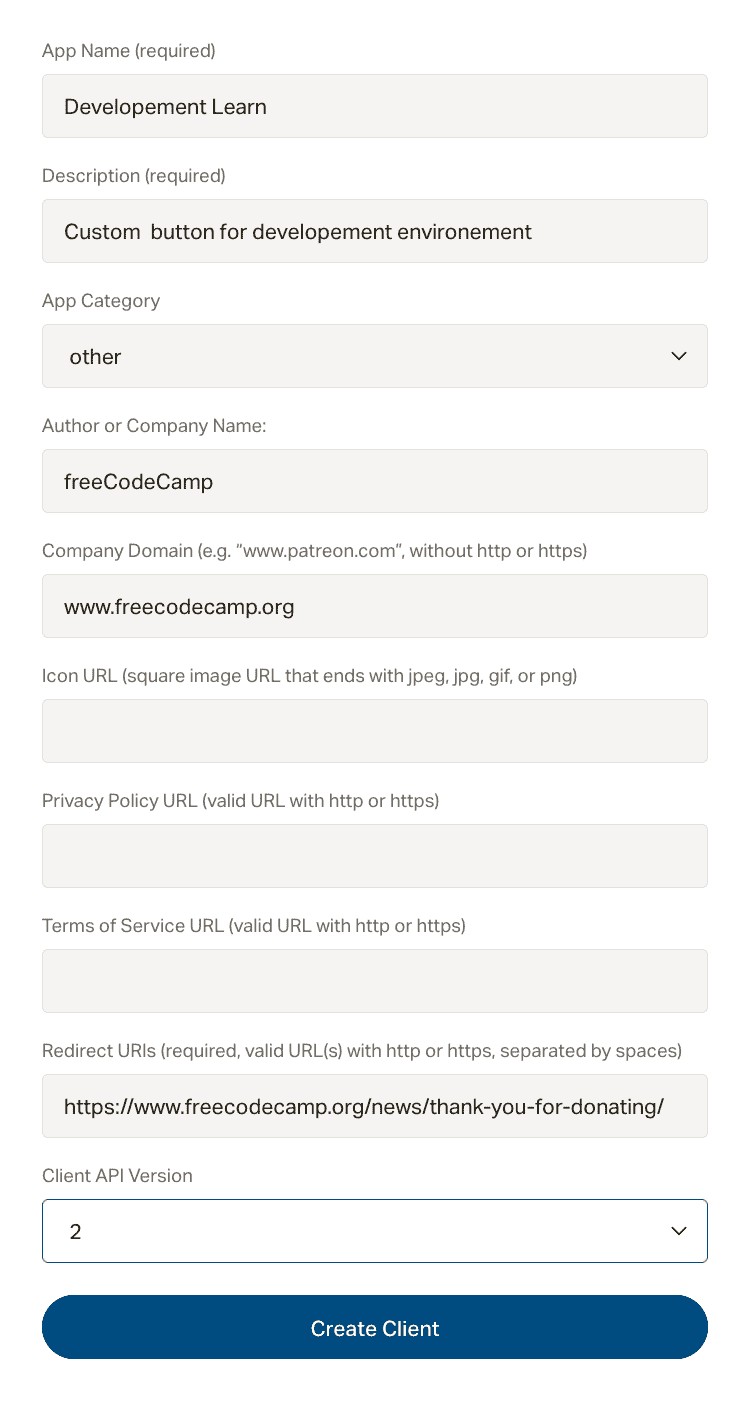 App Name (required)
Developement Learn
Description (required)
Custom  button for developement environement
App Category
other
Author or Company Name:
freeCodeCamp
Company Domain (e.g. “www.patreon.com”, without http or https)
www.freecodecamp.org
Icon URL (square image URL that ends with jpeg, jpg, gif, or png)
Privacy Policy URL (valid URL with http or https)
Terms of Service URL (valid URL with http or https)
Redirect URIs (required, valid URL(s) with http or https, separated by spaces)
https://www.freecodecamp.org/news/thank-you-for-donating/
Client API Version
2
Create Client